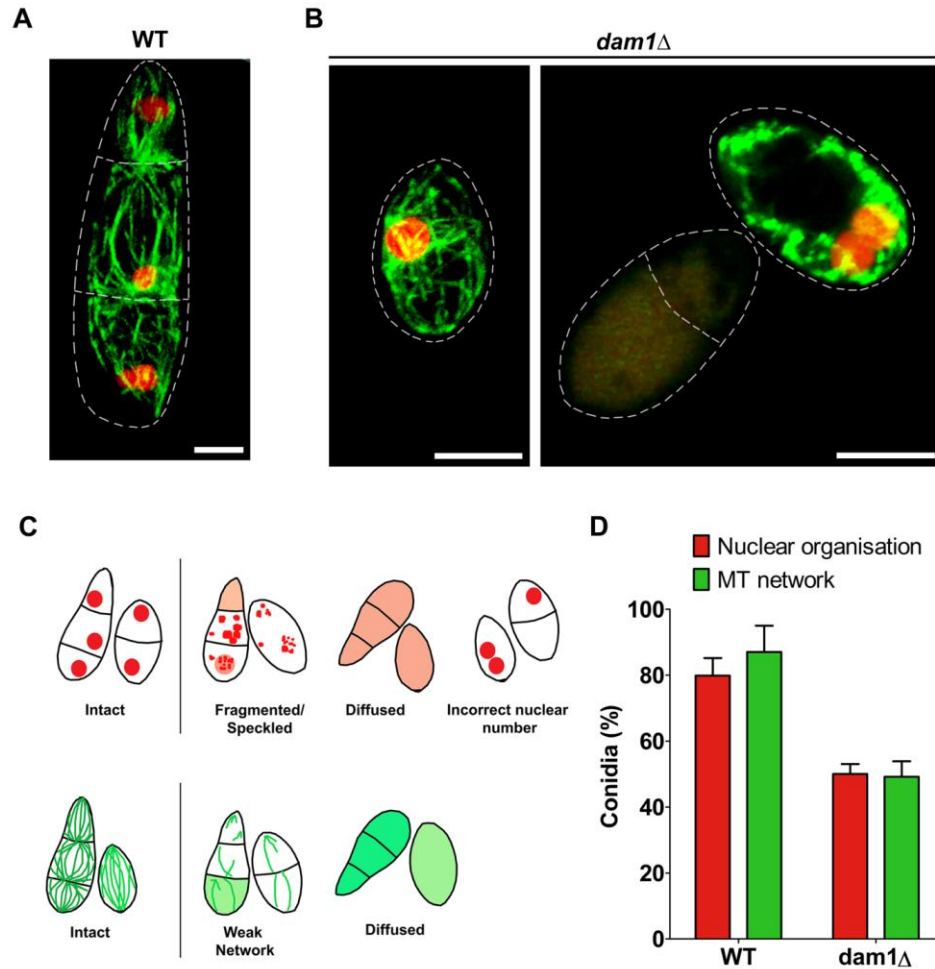 A
WT
B
dam1Δ
C
Intact
Fragmented/
Speckled
Diffused
Incorrect nuclear
number
Intact
Weak
Network
Diffused
D
Nuclear organisation
MT network
Conidia (%)
100
80
60
40
20
0
WT
dam1Δ